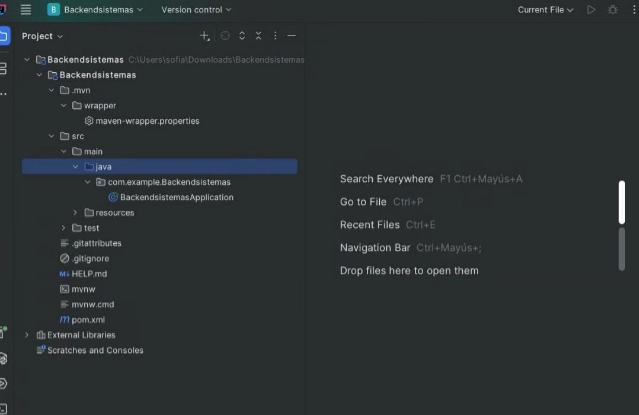 B Backendsistemas
Version control
Current File
Project
Backendsistemas C:\Users\sofia\Downloads\Backendsistemas
Backendsistemas
.mvn
wrapper
maven-wrapper.properties
src
main
java
com.example.Backendsistemas
BackendsistemasApplication
resources
test
.gitattributes
.gitignore
M↓ HELP.md
mvnw
mvnw.cmd
m pom.xml
External Libraries
Scratches and Consoles
Search Everywhere F1 Ctrl+Mayús+A
Go to File Ctrl+P
Recent Files Ctrl+E
Navigation Bar Ctrl+Mayús+;
Drop files here to open them